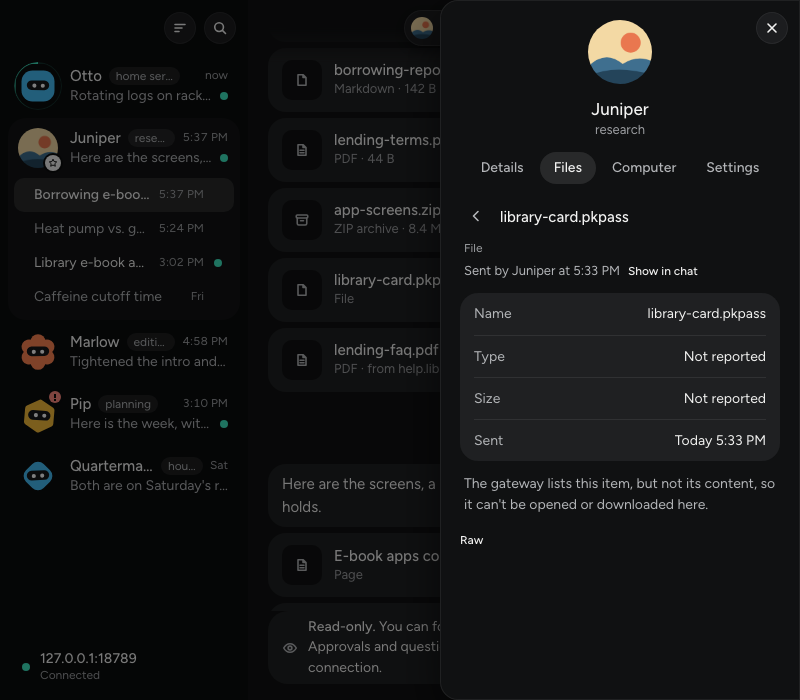 Otto home ser... now
Rotating logs on rack...
Juniper rese... 5:37 PM
Here are the screens,...
Borrowing e-boo... 5:37 PM
Heat pump vs. g... 5:24 PM
Library e-book a... 3:02 PM
Caffeine cutoff time Fri
Marlow editi... 4:58 PM
Tightened the intro and...
Pip planning 3:10 PM
Here is the week, wit...
Quarterma... hou... Sat
Both are on Saturday's r...
127.0.0.1:18789
Connected
borrowing-repo
Markdown · 142 B
lending-terms.p
PDF · 44 B
app-screens.zip
ZIP archive · 8.4 M
library-card.pkp
File
lending-faq.pdf
PDF · from help.lib
Here are the screens, a
holds.
E-book apps co
Page
Read-only. You can fo
Approvals and questi
connection.
Juniper
research
Details Files Computer Settings
library-card.pkpass
File
Sent by Juniper at 5:33 PM Show in chat
Name library-card.pkpass
Type Not reported
Size Not reported
Sent Today 5:33 PM
The gateway lists this item, but not its content, so
it can't be opened or downloaded here.
Raw